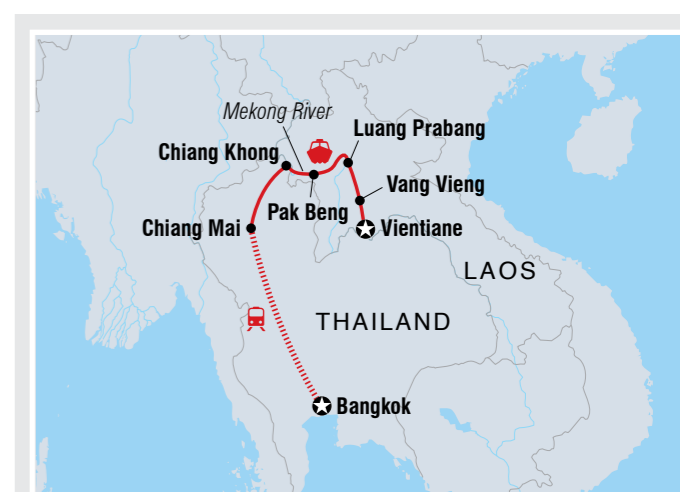 Mekong River
Luang Prabang
Chiang Khong
Vang Vieng
Pak Beng
Chiang Mai
Vientiane
LAOS
THAILAND
Bangkok